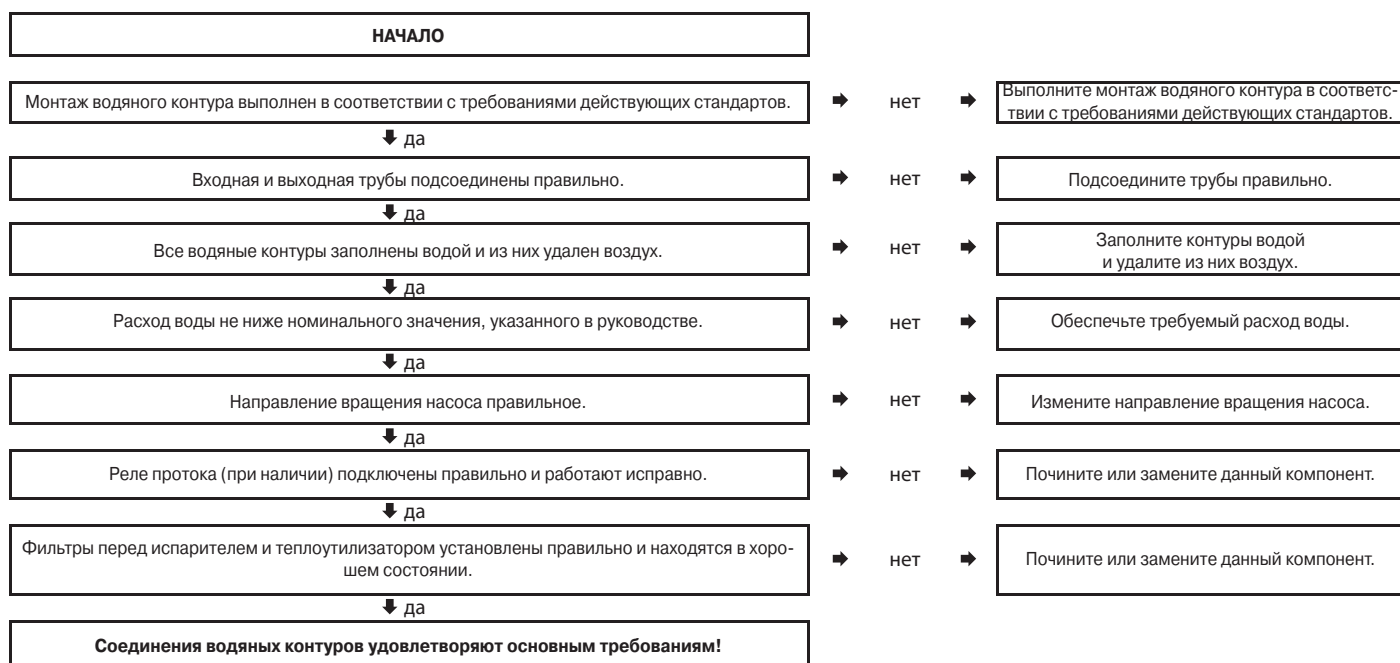 НАЧАЛО
Монтаж водяного контура выполнен в соответствии с требованиями действующих стандартов.
нет
Выполните монтаж водяного контура в соответс-
твии с требованиями действующих стандартов.
да
Входная и выходная трубы подсоединены правильно.
нет
Подсоедините трубы правильно.
да
Все водяные контуры заполнены водой и из них удален воздух.
нет
Заполните контуры водой
и удалите из них воздух.
да
Расход воды не ниже номинального значения, указанного в руководстве.
нет
Обеспечьте требуемый расход воды.
да
Направление вращения насоса правильное.
нет
Измените направление вращения насоса.
да
Реле протока (при наличии) подключены правильно и работают исправно.
нет
Почините или замените данный компонент.
да
Фильтры перед испарителем и теплоутилизатором установлены правильно и находятся в хоро-
шем состоянии.
нет
Почините или замените данный компонент.
да
Соединения водяных контуров удовлетворяют основным требованиям!